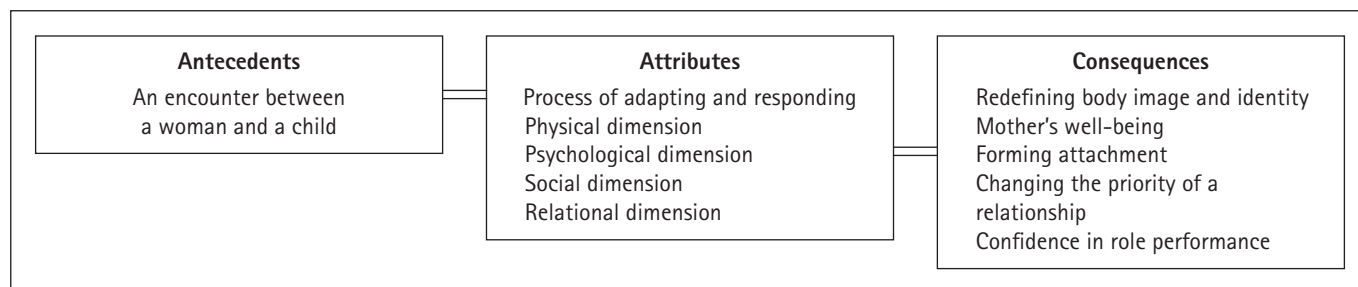 Antecedents
An encounter between
a woman and a child
Attributes
Process of adapting and responding
Physical dimension
Psychological dimension
Social dimension
Relational dimension
Consequences
Redefining body image and identity
Mother's well-being
Forming attachment
Changing the priority of a
relationship
Confidence in role performance